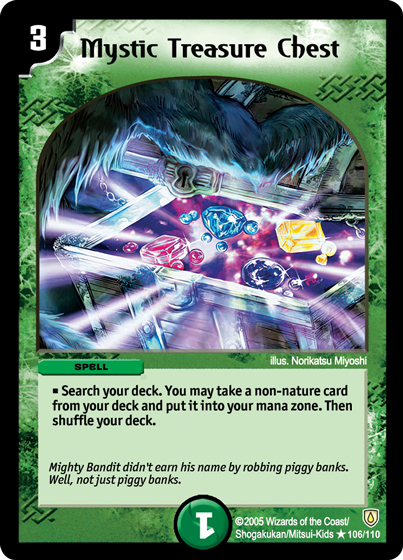 3
Mystic Treasure Chest
illus. Norikatsu Miyoshi
SPELL
▪ Search your deck. You may take a non-nature card
from your deck and put it into your mana zone. Then
shuffle your deck.
Mighty Bandit didn't earn his name by robbing piggy banks.
Well, not just piggy banks.
1
©2005 Wizards of the Coast/
Shogakukan/Mitsui-Kids ★ 106/110